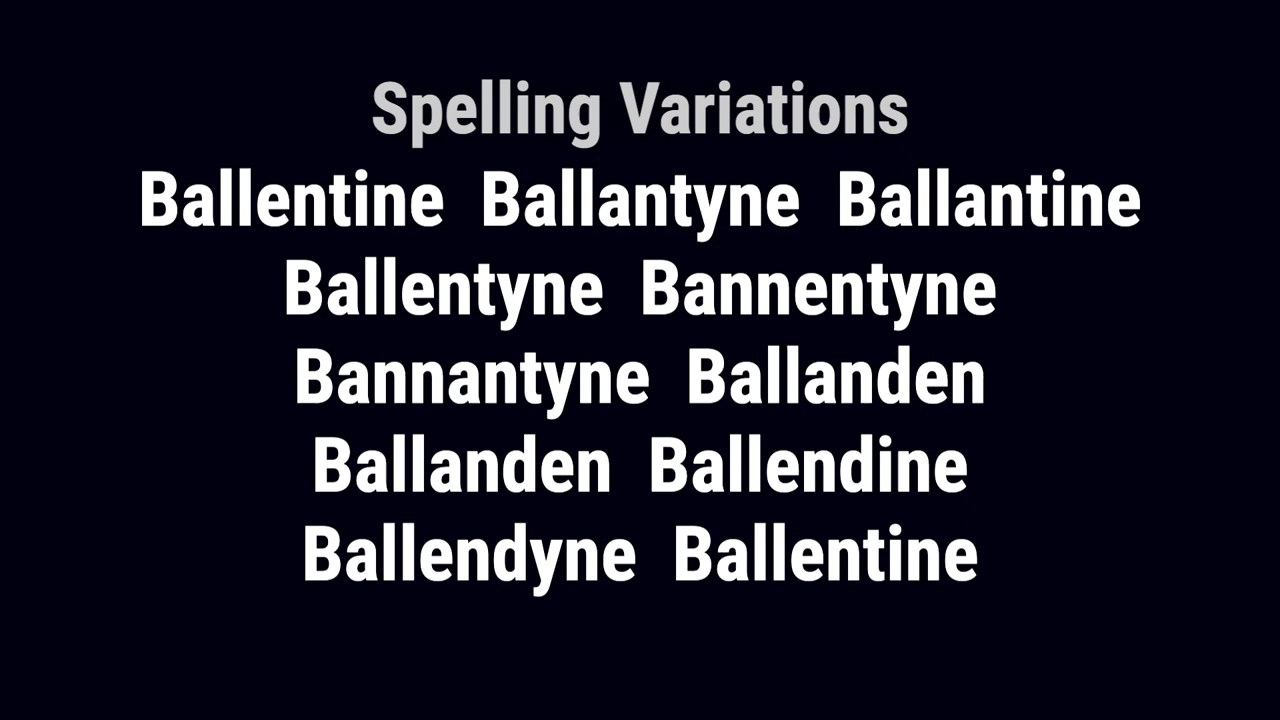 Spelling Variations
Ballentine Ballantyne Ballantine
Ballentyne Bannentyne
Bannantyne Ballanden
Ballanden Ballendine
Ballendyne Ballentine